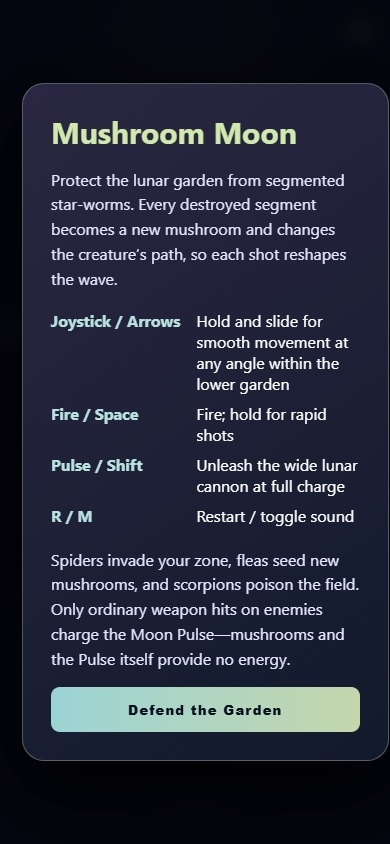 Mushroom Moon
Protect the lunar garden from segmented
star-worms. Every destroyed segment
becomes a new mushroom and changes
the creature’s path, so each shot reshapes
the wave.
Joystick / Arrows Hold and slide for
smooth movement at
any angle within the
lower garden
Fire / Space Fire; hold for rapid
shots
Pulse / Shift Unleash the wide lunar
cannon at full charge
R / M Restart / toggle sound
Spiders invade your zone, fleas seed new
mushrooms, and scorpions poison the field.
Only ordinary weapon hits on enemies
charge the Moon Pulse—mushrooms and
the Pulse itself provide no energy.
Defend the Garden